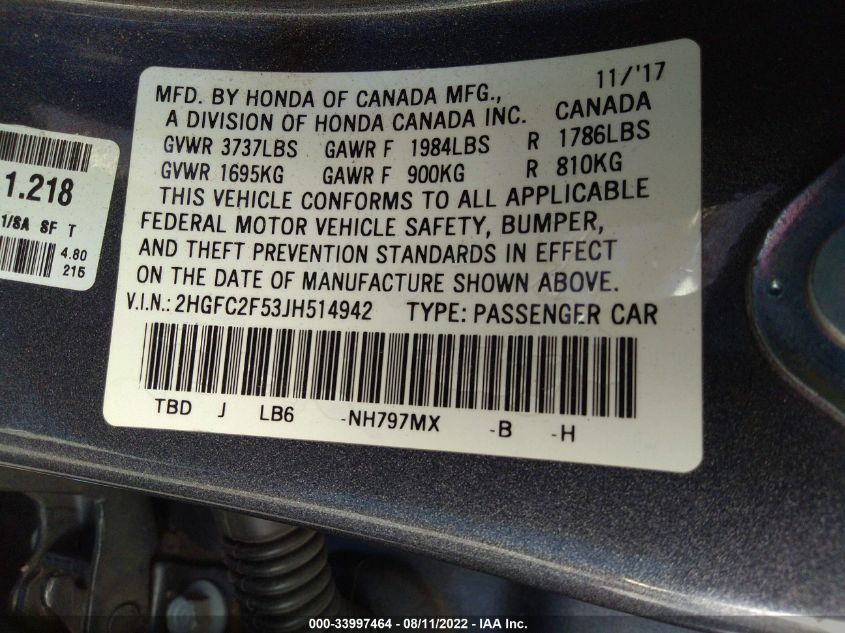 11/'17
MFD. BY HONDA OF CANADA MFG.,
A DIVISION OF HONDA CANADA INC. CANADA
GVWR 3737LBS GAWR F 1984LBS R 1786LBS
GVWR 1695KG GAWR F 900KG R 810KG
THIS VEHICLE CONFORMS TO ALL APPLICABLE
FEDERAL MOTOR VEHICLE SAFETY, BUMPER,
AND THEFT PREVENTION STANDARDS IN EFFECT
ON THE DATE OF MANUFACTURE SHOWN ABOVE.
V.I.N.: 2HGFC2F53JH514942 TYPE: PASSENGER CAR
TBD J LB6 -NH797MX -B -H
1.218
1/SA SF T
4.80
215
000-33997464 - 08/11/2022 - IAA Inc.